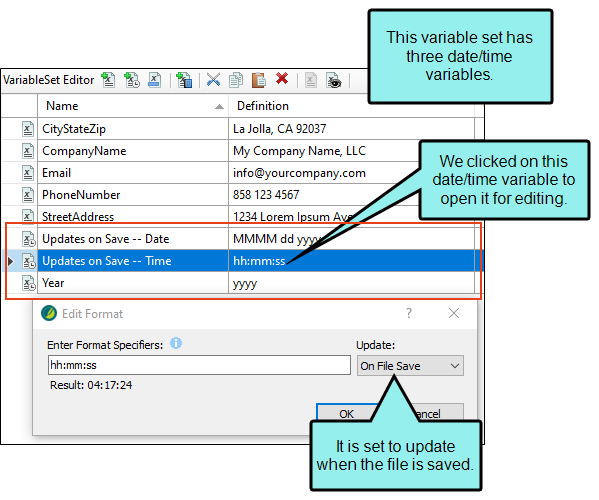 This variable set has
three date/time
variables.
VariableSet Editor
Name Definition
CityStateZip La Jolla, CA 92037
CompanyName My Company Name, LLC
We clicked on this
date/time variable to
open it for editing.
Email info@yourcompany.com
PhoneNumber 858 123 4567
StreetAddress 1234 Lorem Ipsum Ave
Updates on Save -- Date MMMM dd yyyy
Updates on Save -- Time hh:mm:ss
Year yyyy
Edit Format ?
Enter Format Specifiers: Update:
hh:mm:ss On File Save
Result: 04:17:24
OK ancel
It is set to update
when the file is saved.